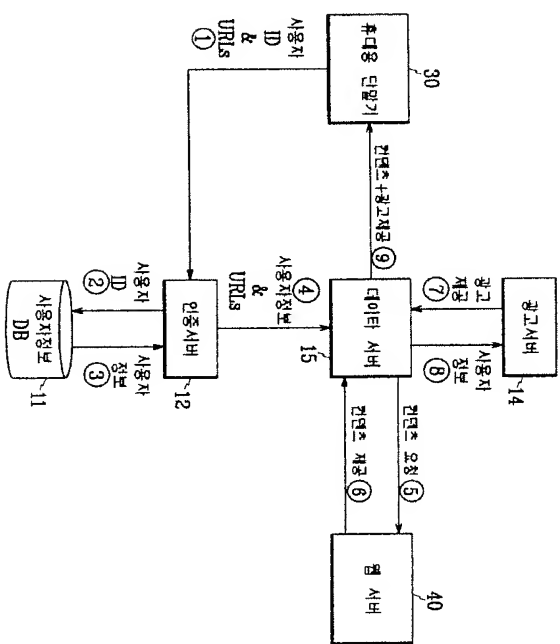 사용자
ID
&
URLs
①
휴대용 단말기
30
컨텐츠+광고제공
⑨
사용자
ID
②
사용자정보
DB
11
사용자
정보
③
인증서버
12
사용자정보
&
URLs
④
데이터 서버
15
광고
제공
⑦
사용자
정보
⑧
광고서버
14
컨텐츠 요청
⑤
컨텐츠 제공
⑥
웹 서버
40